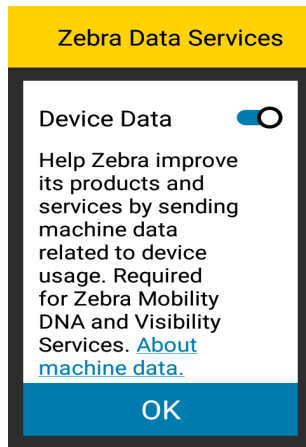 Zebra Data Services
Device Data
Help Zebra improve
its products and
services by sending
machine data
related to device
usage. Required
for Zebra Mobility
DNA and Visibility
Services. About
machine data.
OK